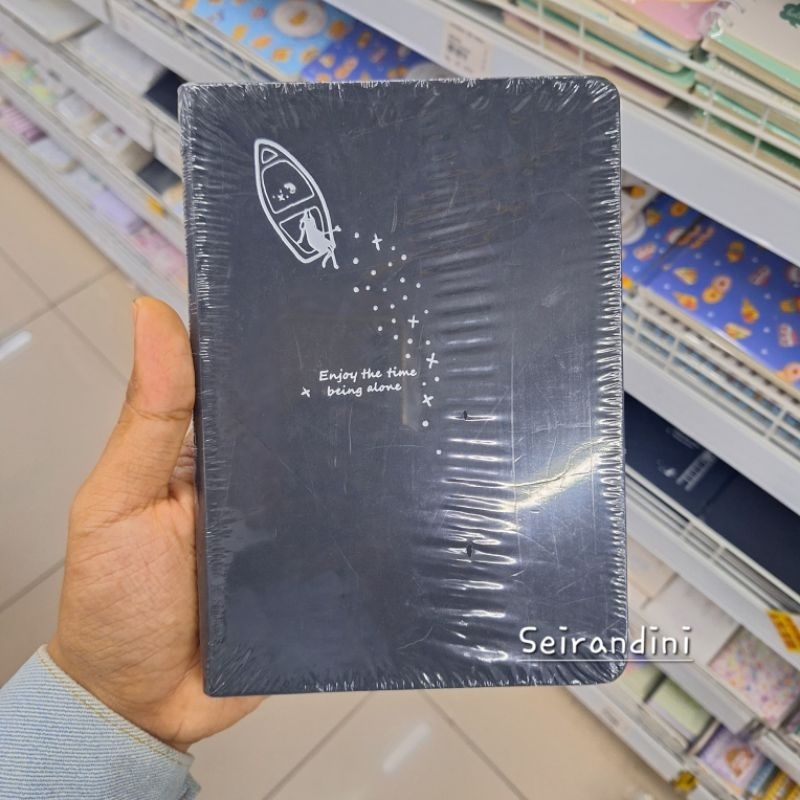 Enjoy the time
being alone
Seirandini